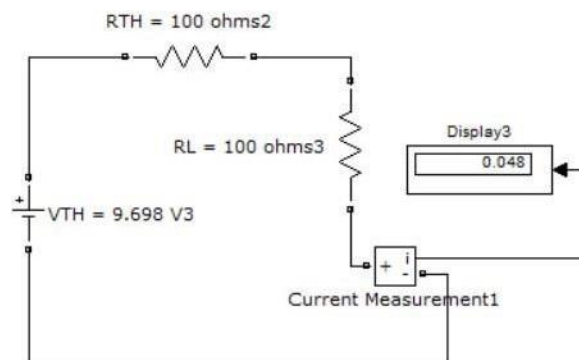 RTH = 100 ohms2
Display3
RL = 100 ohms3
0.048
+
VTH = 9.698 V3
+ i
-
Current Measurement1